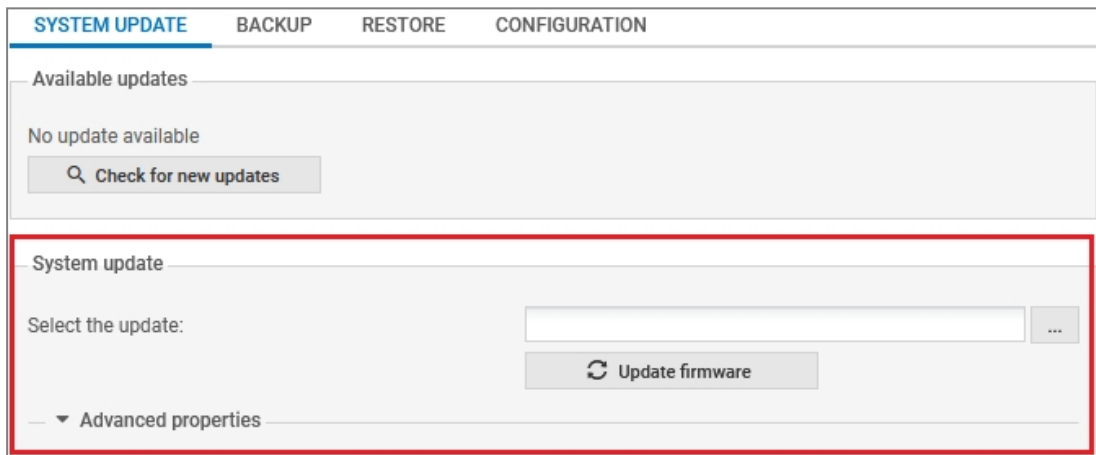 SYSTEM UPDATE BACKUP RESTORE CONFIGURATION
Available updates
No update available
Check for new updates
System update
Select the update:
...
Update firmware
Advanced properties